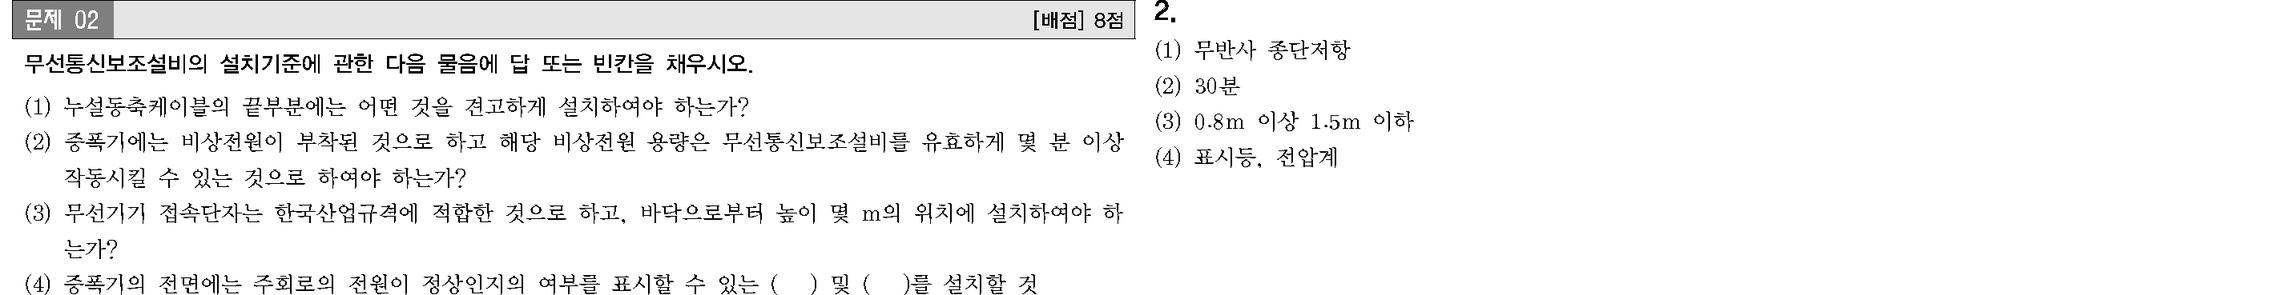 문제 02
[배점] 8점
무선통신보조설비의 설치기준에 관한 다음 물음에 답 또는 빈칸을 채우시오.
(1) 누설동축케이블의 끝부분에는 어떤 것을 견고하게 설치하여야 하는가?
(2) 증폭기에는 비상전원이 부착된 것으로 하고 해당 비상전원 용량은 무선통신보조설비를 유효하게 몇 분 이상
작동시킬 수 있는 것으로 하여야 하는가?
(3) 무선기기 접속단자는 한국산업규격에 적합한 것으로 하고, 바닥으로부터 높이 몇 m의 위치에 설치하여야 하
는가?
(4) 증폭기의 전면에는 주회로의 전원이 정상인지의 여부를 표시할 수 있는 ( ) 및 ( )를 설치할 것
2.
(1) 무반사 종단저항
(2) 30분
(3) 0.8m 이상 1.5m 이하
(4) 표시등, 전압계